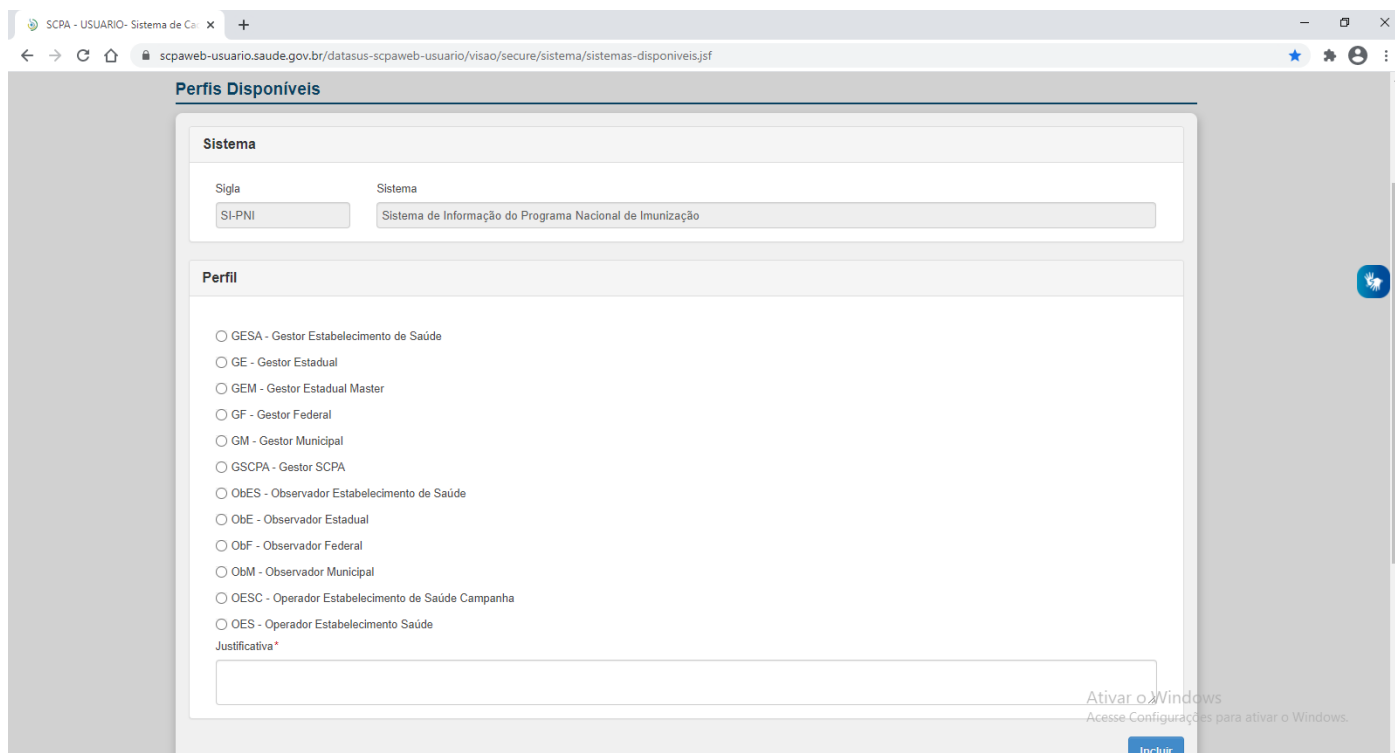 SCPA - USUARIO- Sistema de Ca
scpaweb-usuario.saude.gov.br/datasus-scpaweb-usuario/visao/secure/sistema/sistemas-disponiveis.jsf
Perfis Disponíveis
Sistema
Sigla Sistema
SI-PNI Sistema de Informação do Programa Nacional de Imunização
Perfil
GESA - Gestor Estabelecimento de Saúde
GE - Gestor Estadual
GEM - Gestor Estadual Master
GF - Gestor Federal
GM - Gestor Municipal
GSCPA - Gestor SCPA
ObES - Observador Estabelecimento de Saúde
ObE - Observador Estadual
ObF - Observador Federal
ObM - Observador Municipal
OESC - Operador Estabelecimento de Saúde Campanha
OES - Operador Estabelecimento Saúde
Justificativa*
Ativar o Windows
Acesse Configurações para ativar o Windows.
Incluir